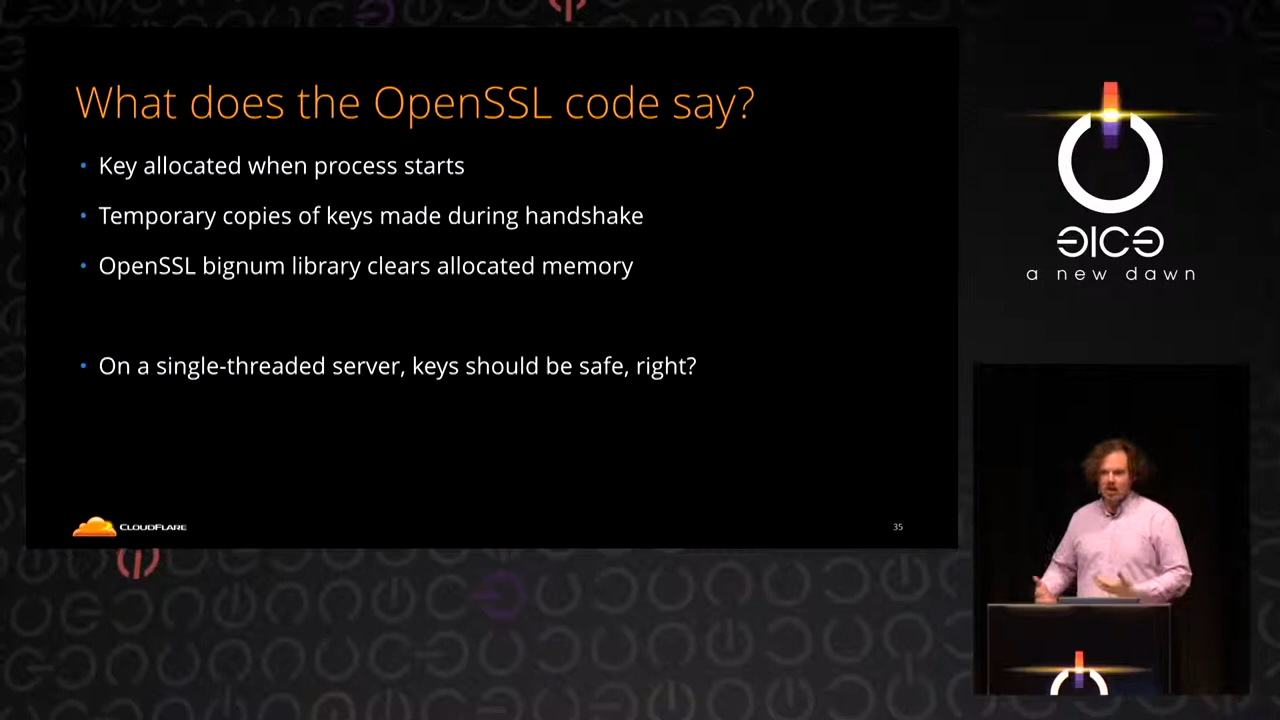 What does the OpenSSL code say?
• Key allocated when process starts
• Temporary copies of keys made during handshake
• OpenSSL bignum library clears allocated memory
• On a single-threaded server, keys should be safe, right?
CLOUDFLARE
35
31C3
a new dawn